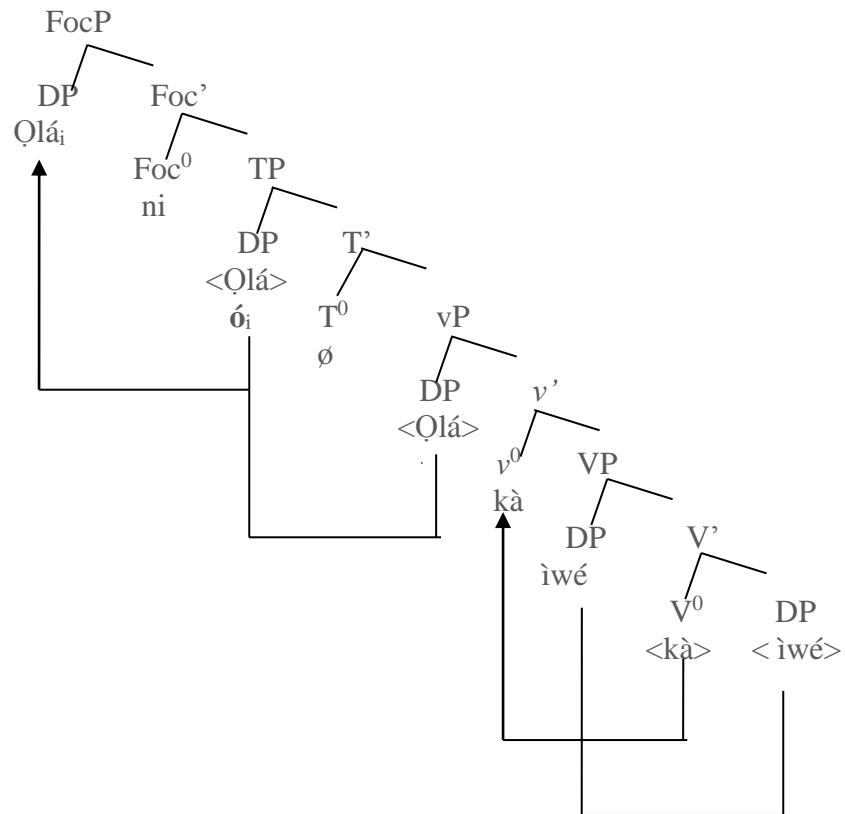 FocP
DP Foc’
Ọláᵢ
Foc⁰ TP
ni
DP T’
<Ọlá>
óᵢ T⁰ vP
ø
DP v’
<Ọlá>
v⁰ VP
kà
DP V’
ìwé
V⁰ DP
<kà> < ìwé>